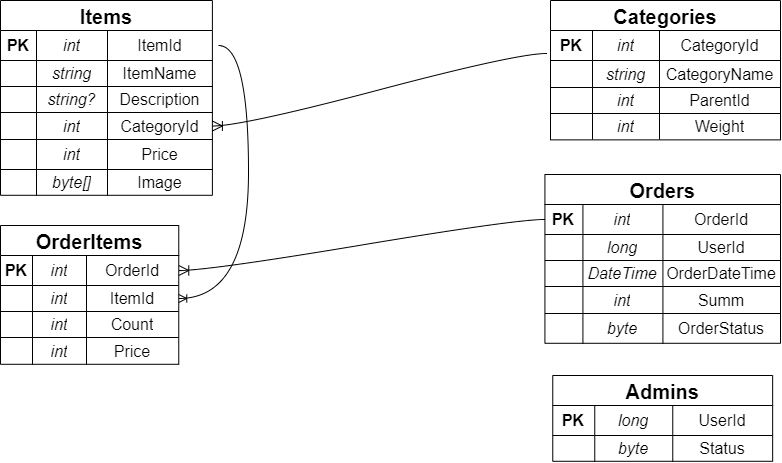 Items
PK int ItemId
string ItemName
string? Description
int CategoryId
int Price
byte[] Image
Categories
PK int CategoryId
string CategoryName
int ParentId
int Weight
OrderItems
PK int OrderId
int ItemId
int Count
int Price
Orders
PK int OrderId
long UserId
DateTime OrderDateTime
int Summ
byte OrderStatus
Admins
PK long UserId
byte Status